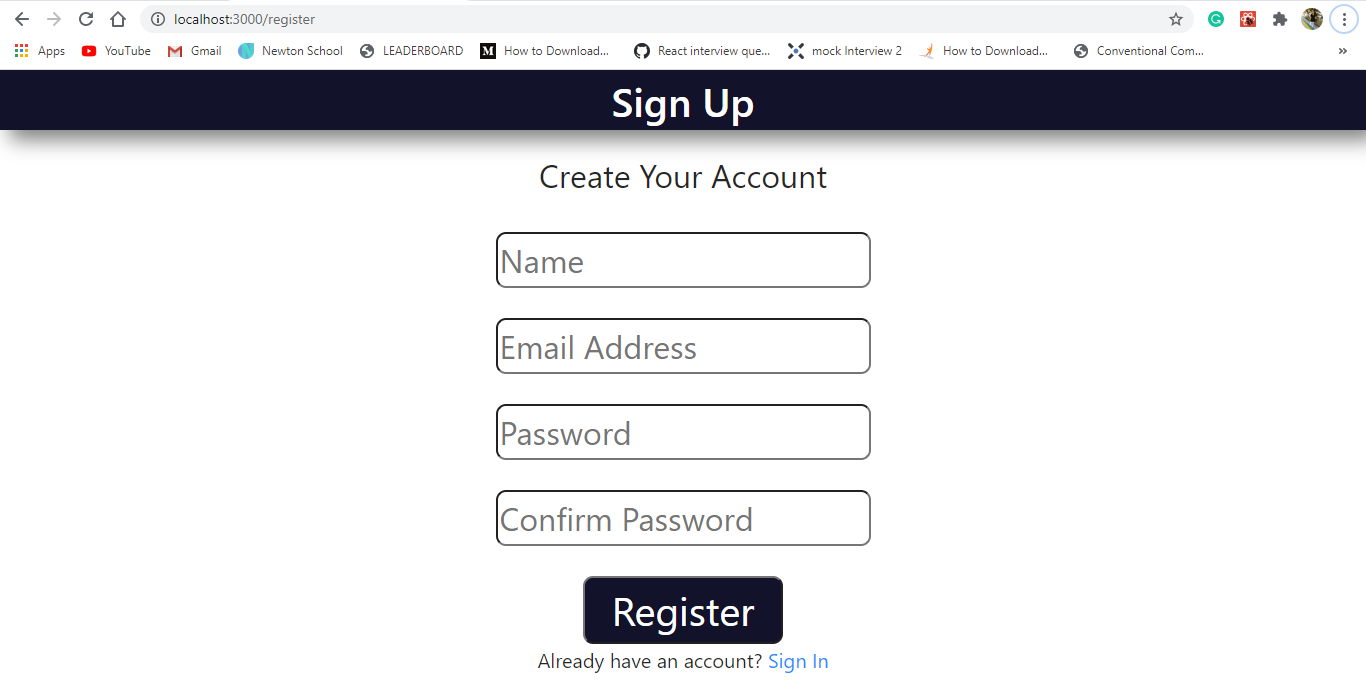 localhost:3000/register
Apps YouTube Gmail Newton School LEADERBOARD How to Download... React interview que... mock Interview 2 How to Download... Conventional Com... »
Sign Up
Create Your Account
Name
Email Address
Password
Confirm Password
Register
Already have an account? Sign In